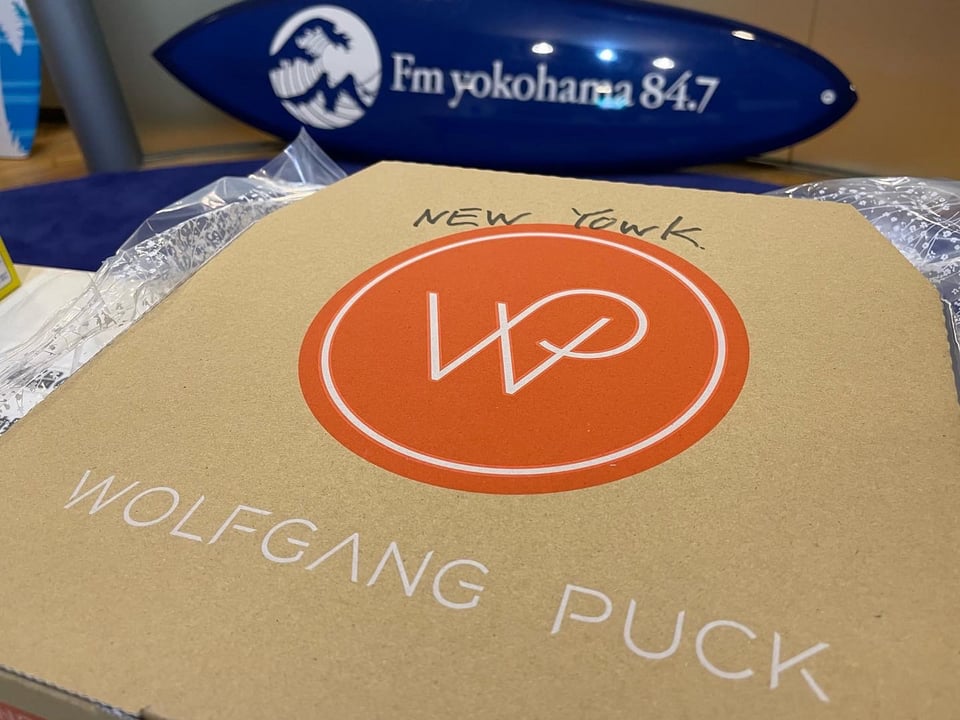 Fm yokohama 84.7
NEW YowK.
WP
WOLFGANG PUCK